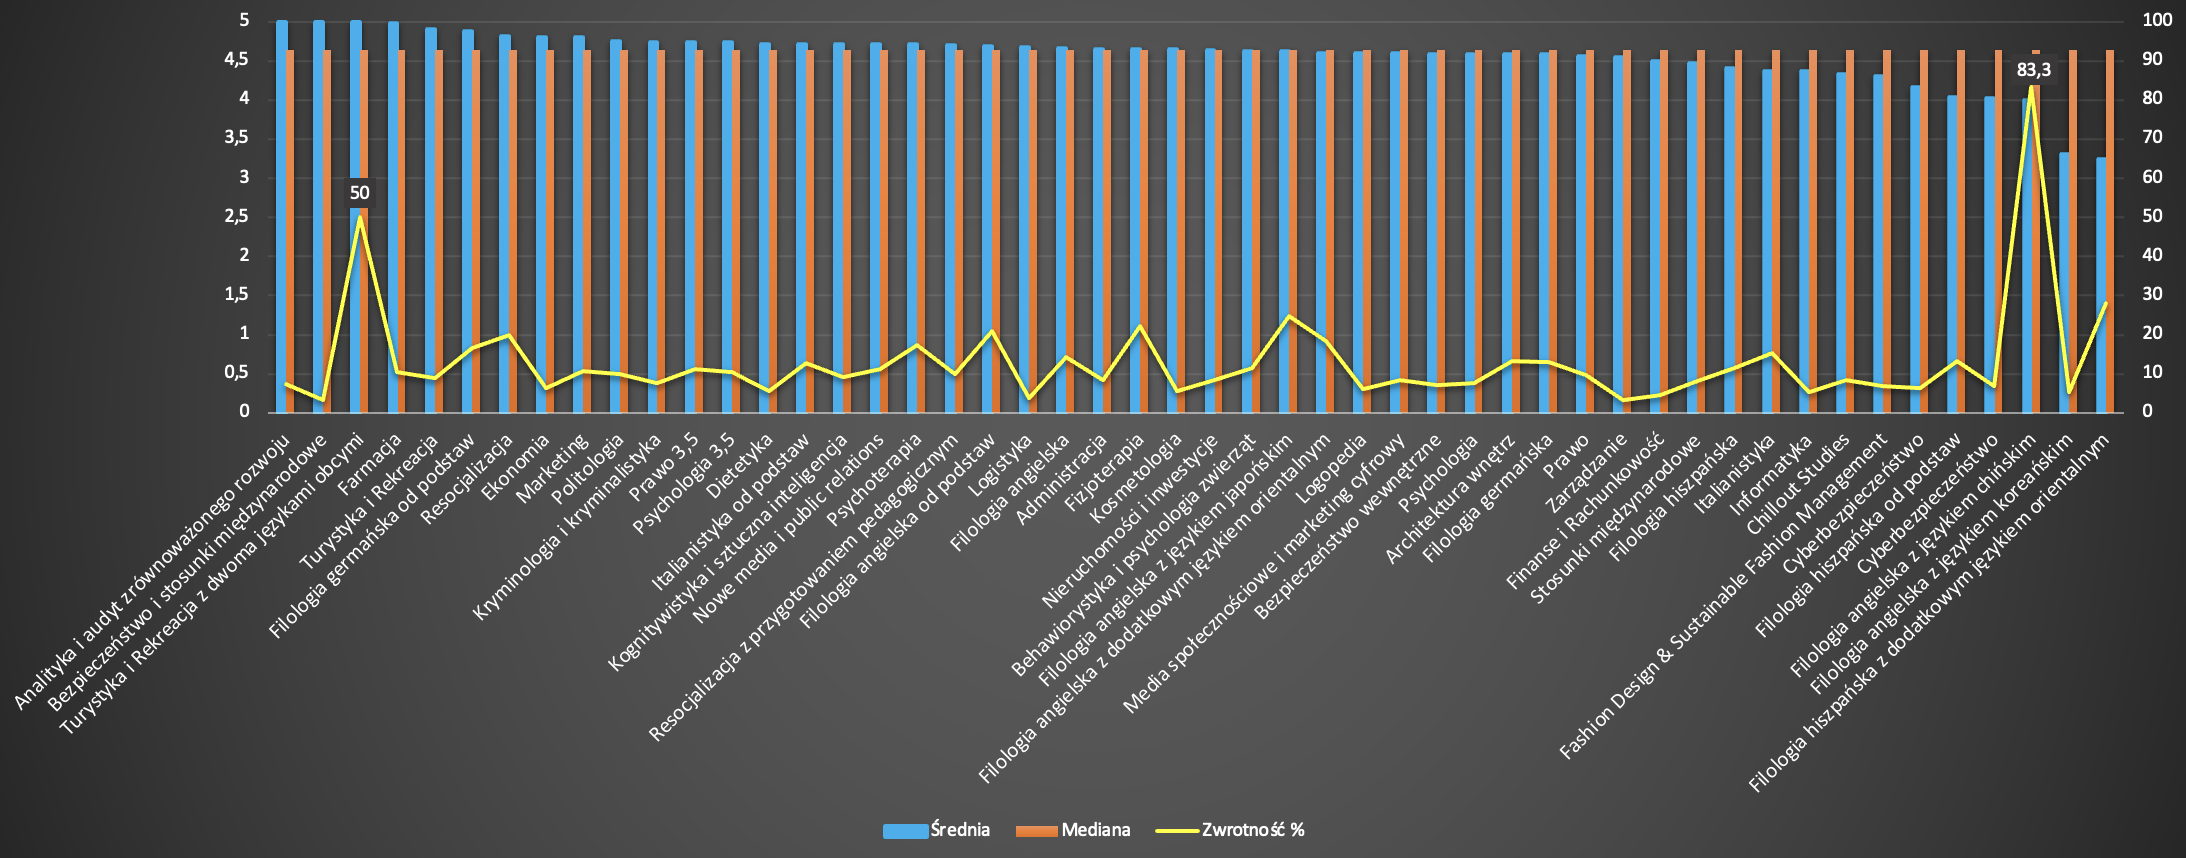 5
4,5
4
3,5
3
2,5
2
1,5
1
0,5
0
100
90
80
70
60
50
40
30
20
10
0
50
83,3
Analityka i audyt zrównoważonego rozwoju
Bezpieczeństwo i stosunki międzynarodowe
Turystyka i Rekreacja z dwoma językami obcymi
Farmacja
Turystyka i Rekreacja
Filologia germańska od podstaw
Resocjalizacja
Ekonomia
Marketing
Politologia
Kryminologia i kryminalistyka
Prawo 3,5
Psychologia 3,5
Dietetyka
Italianistyka od podstaw
Kognitywistyka i sztuczna inteligencja
Nowe media i public relations
Psychoterapia
Resocjalizacja z przygotowaniem pedagogicznym
Filologia angielska od podstaw
Logistyka
Filologia angielska
Administracja
Fizjoterapia
Kosmetologia
Nieruchomości i inwestycje
Behawiorystyka i psychologia zwierząt
Filologia angielska z językiem japońskim
Filologia angielska z dodatkowym językiem orientalnym
Logopedia
Media społecznościowe i marketing cyfrowy
Bezpieczeństwo wewnętrzne
Psychologia
Architektura wnętrz
Filologia germańska
Prawo
Zarządzanie
Finanse i Rachunkowość
Stosunki międzynarodowe
Filologia hiszpańska
Italianistyka
Informatyka
Chillout Studies
Fashion Design & Sustainable Fashion Management
Cyberbezpieczeństwo
Filologia hiszpańska od podstaw
Cyberbezpieczeństwo
Filologia angielska z językiem chińskim
Filologia angielska z językiem koreańskim
Filologia hiszpańska z dodatkowym językiem orientalnym
Średnia
Mediana
Zwrotność %